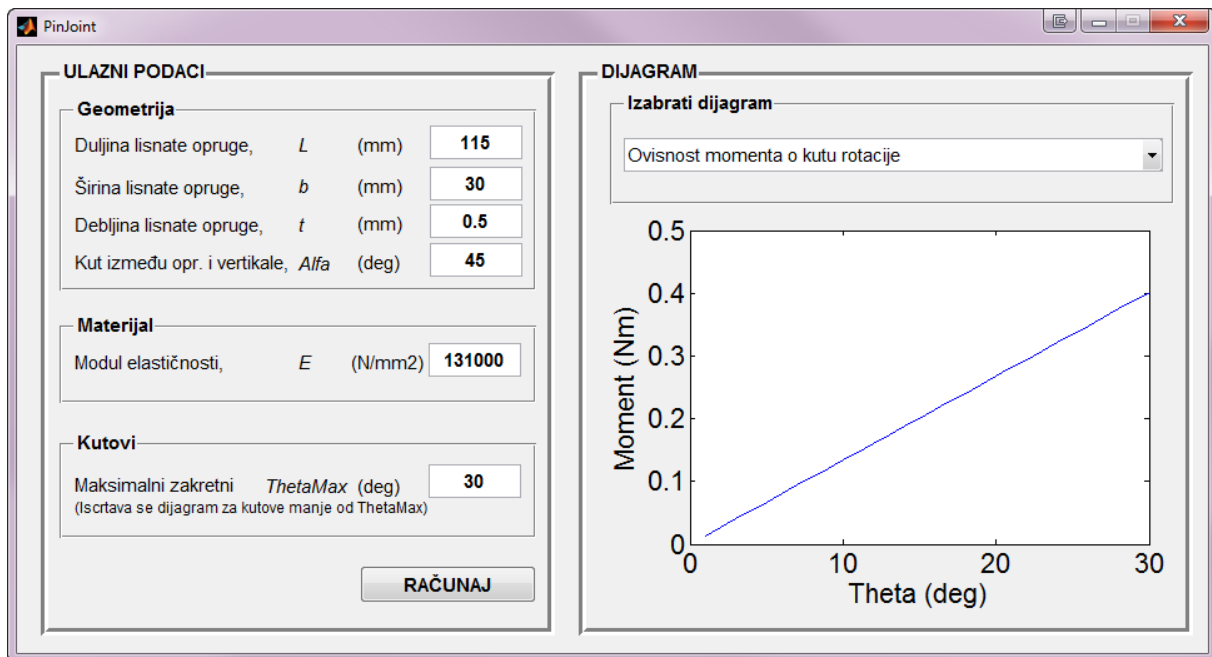 PinJoint
ULAZNI PODACI
Geometrija
Duljina lisnate opruge, L (mm) 115
Širina lisnate opruge, b (mm) 30
Debljina lisnate opruge, t (mm) 0.5
Kut između opr. i vertikale, Alfa (deg) 45
Materijal
Modul elastičnosti, E (N/mm2) 131000
Kutovi
Maksimalni zakretni ThetaMax (deg) 30
(Iscrtava se dijagram za kutove manje od ThetaMax)
RAČUNAJ
DIJAGRAM
Izabrati dijagram
Ovisnost momenta o kutu rotacije
0.5
0.4
0.3
0.2
0.1
0
Moment (Nm)
0 10 20 30
Theta (deg)